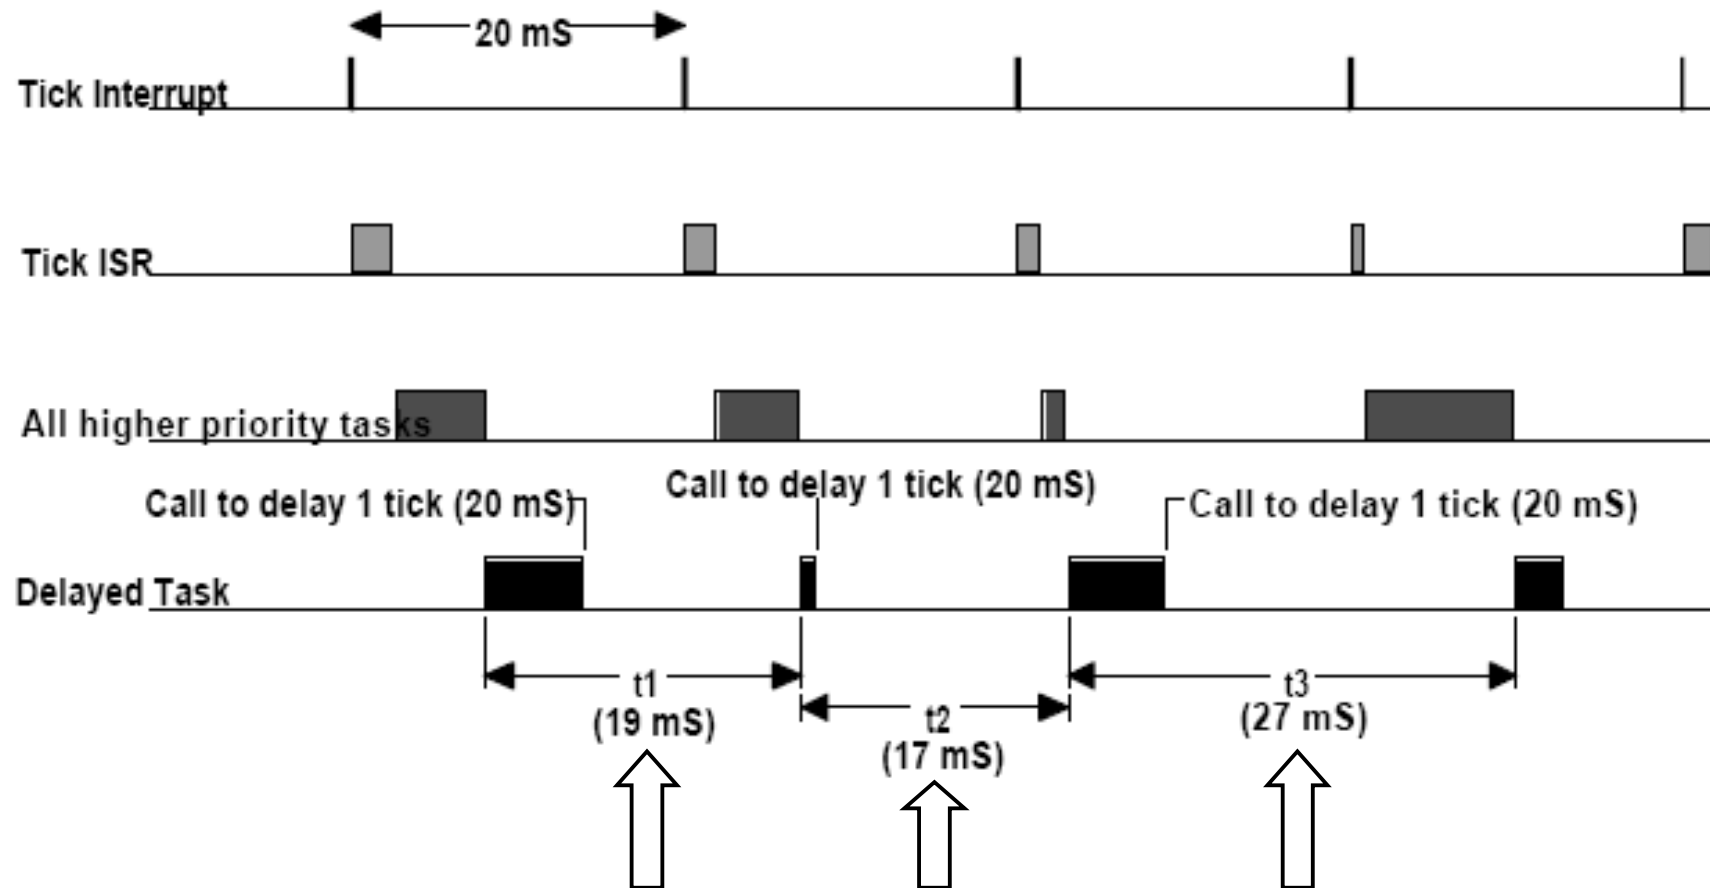 20 mS
Tick Interrupt
Tick ISR
All higher priority tasks
Call to delay 1 tick (20 mS)
Call to delay 1 tick (20 mS)
Call to delay 1 tick (20 mS)
Delayed Task
t1
(19 mS)
t2
(17 mS)
t3
(27 mS)